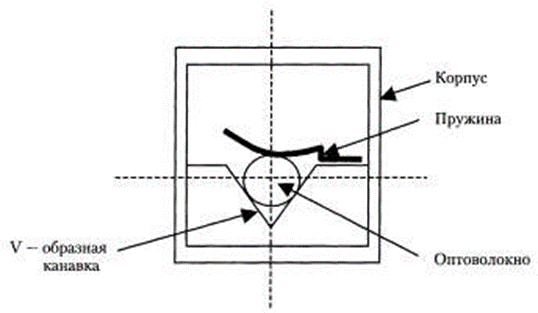 Корпус
Пружина
V – образная
канавка
Оптоволокно